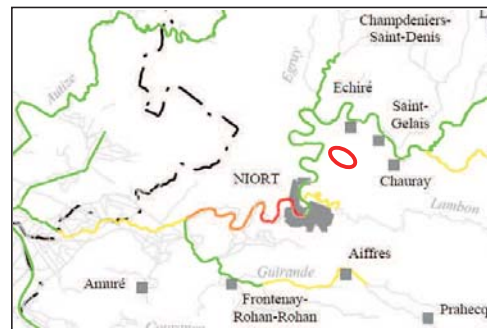 Champdeniers-
Saint-Denis
Egray
Autize
Echiré
Saint-
Gelais
NIORT
Chauray
Lambon
Aiffres
Guirande
Amuré
Frontenay-
Rohan-Rohan
Prahecq